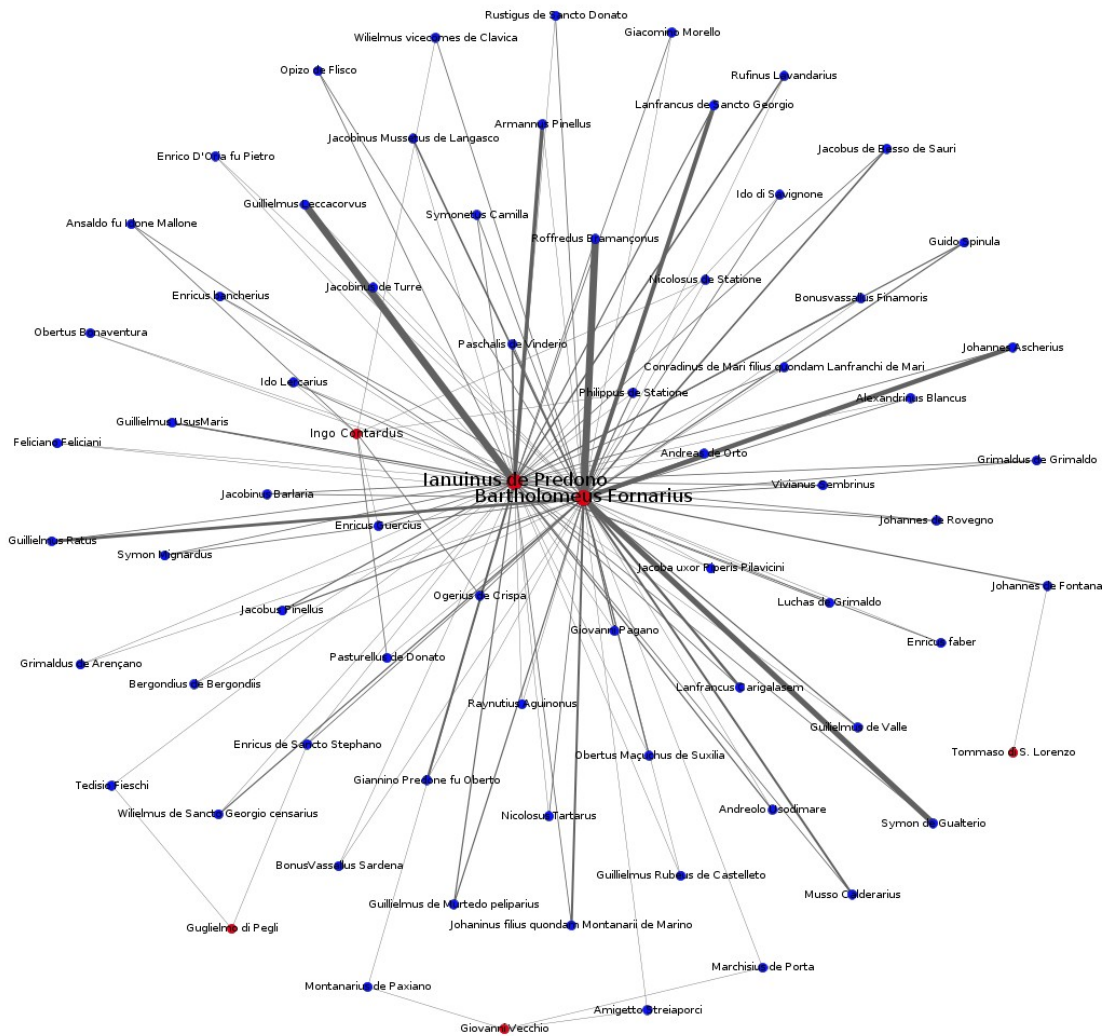 Rustigus de Sancto Donato
Giacomino Morello
Wilielmus vicecomes de Clavica
Opizo de Flisco
Rufinus Lavandarius
Lanfrancus de Sancto Georgio
Armannus Pinellus
Jacobinus Mussonus de Langasco
Jacobus de Besso de Sauri
Enrico D'Oria fu Pietro
Ido di Savignone
Guillielmus Leccacorvus
Symonetus Camilla
Ansaldo fu Idone Mallone
Roffredus Bramançonus
Guido Spinula
Nicolosus de Statione
Jacobinus de Turre
Enricus bancherius
Bonusvassallus Finamoris
Obertus Bonaventura
Paschalis de Vinderio
Johannes Ascherius
Conradinus de Mari filius quondam Lanfranchi de Mari
Ido Lercarius
Philippus de Statione
Alexandrinus Blancus
Guillielmus UsusMaris
Ingo Contardus
Feliciano Feliciani
Andreas de Orto
Grimaldus de Grimaldo
Ianuinus de Predono
Vivianus Sembrinus
Bartholomeus Fornarius
Jacobinus Barlaria
Johannes de Rovegno
Enricus Guercius
Guillielmus Ratus
Symon Mignardus
Jacoba uxor Riperis Pilavicini
Johannes de Fontana
Ogerius de Crispa
Luchas de Grimaldo
Jacobus Pinellus
Giovanni Pagano
Enricus faber
Grimaldus de Arençano
Pasturellus de Donato
Bergondius de Bergondiis
Lanfrancus Carigalasem
Raynutius Aguinonus
Guilielmus de Valle
Enricus de Sancto Stephano
Obertus Maçuchus de Suxilia
Tommaso di S. Lorenzo
Giannino Predone fu Oberto
Tedisio Fieschi
Andreolo Usodimare
Wilielmus de Sancto Georgio censarius
Nicolosus Tartarus
Symon de Gualterio
BonusVassallus Sardena
Guillielmus Rubeus de Castelleto
Musso Calderarius
Guillielmus de Murtedo peliparius
Johaninus filius quondam Montanarii de Marino
Guglielmo di Pegli
Marchisius de Porta
Montanarius de Paxiano
Amigetto Streiaporci
Giovanni Vecchio